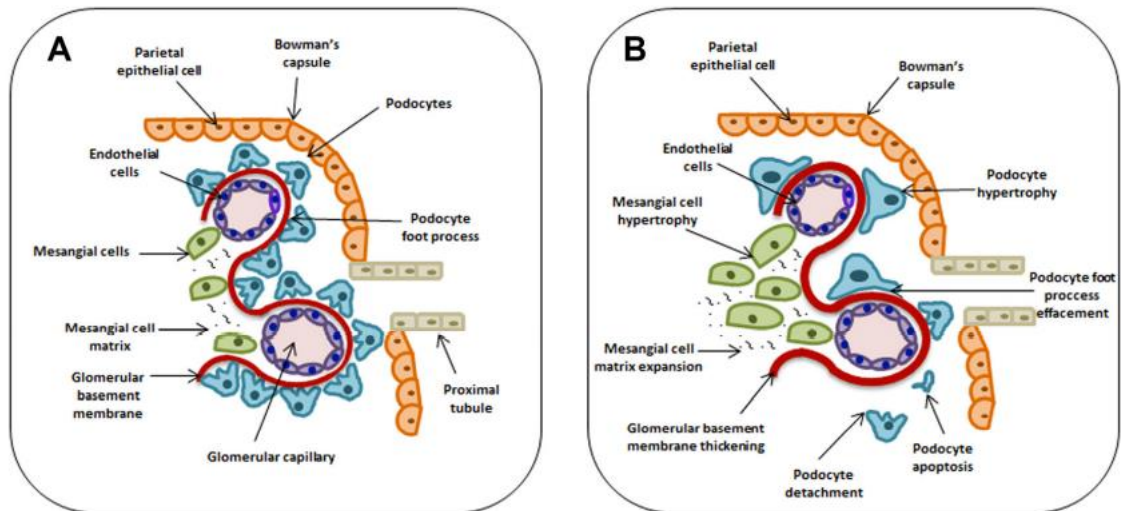 A
Parietal
epithelial cell
Bowman's
capsule
Podocytes
Endothelial
cells
Podocyte
foot process
Mesangial cells
Mesangial cell
matrix
Glomerular
basement
membrane
Proximal
tubule
Glomerular capillary
B
Parietal
epithelial cell
Bowman's
capsule
Endothelial
cells
Podocyte
hypertrophy
Mesangial cell
hypertrophy
Podocyte foot
proccess
effacement
Mesangial cell
matrix expansion
Glomerular basement
membrane thickening
Podocyte
apoptosis
Podocyte
detachment